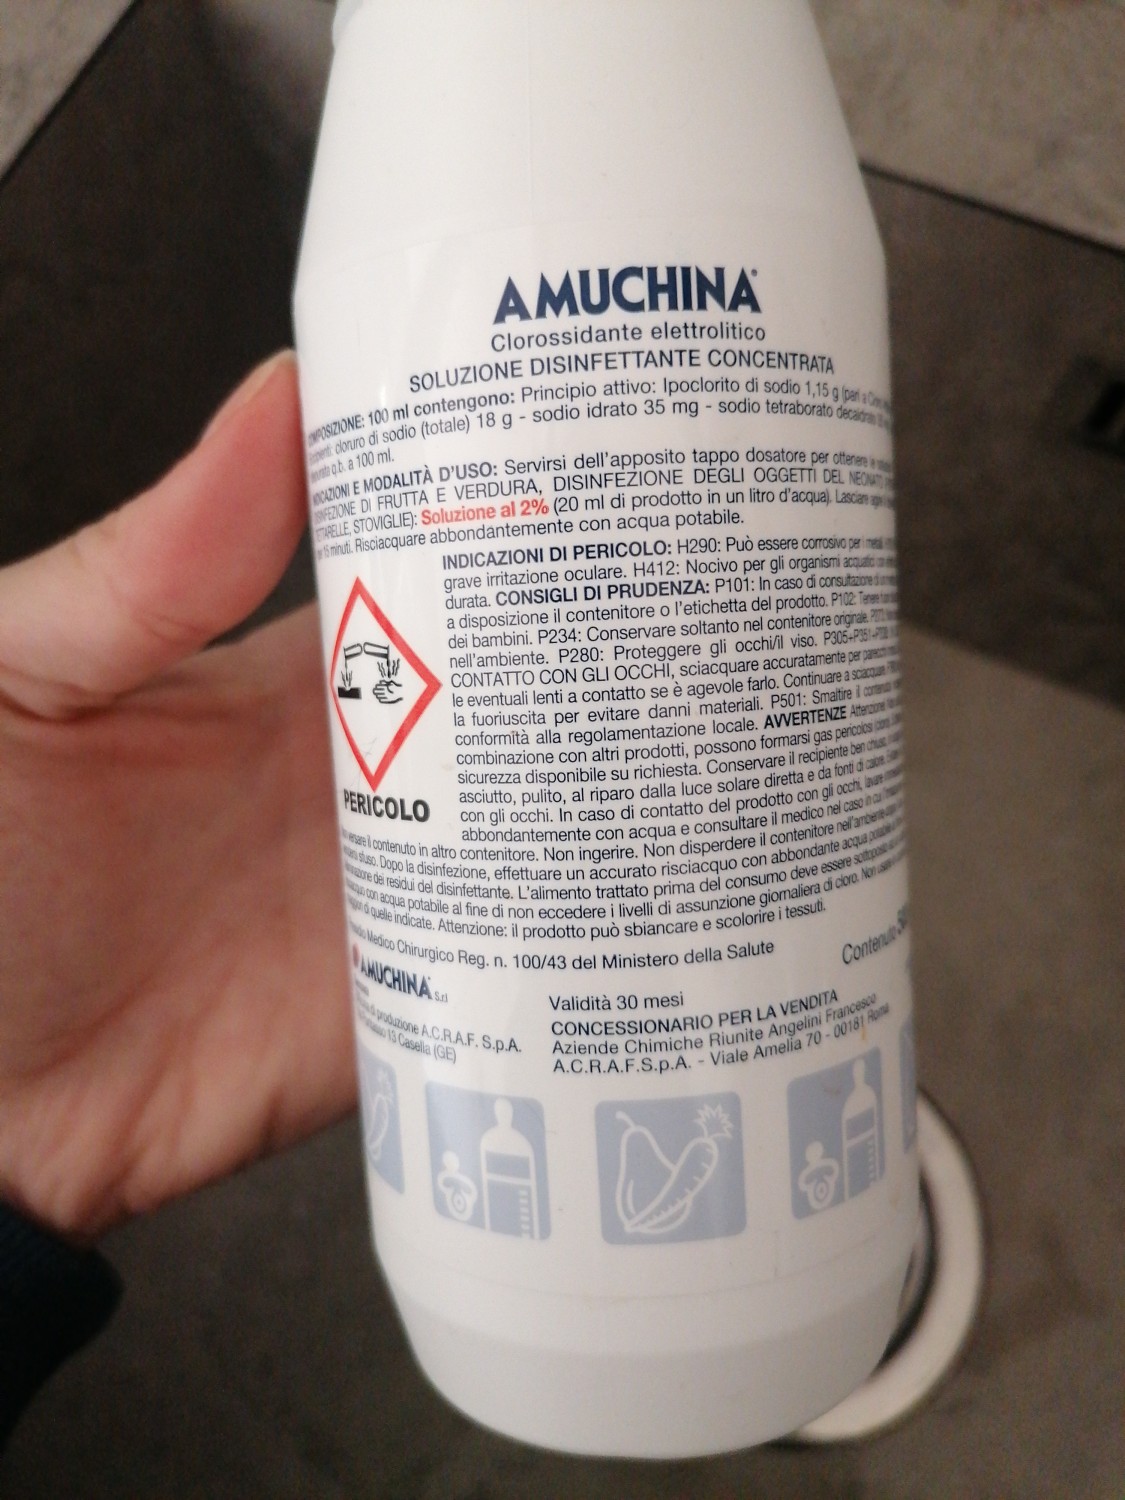 AMUCHINA®
Clorossidante elettrolitico
SOLUZIONE DISINFETTANTE CONCENTRATA
100 ml contengono: Principio attivo: Ipoclorito di sodio 1,15 g (pari a
cloruro di sodio (totale) 18 g - sodio idrato 35 mg - sodio tetraborato decaidrato
q.b. a 100 ml.
E MODALITÀ D'USO: Servirsi dell'apposito tappo dosatore per ottenere
DI FRUTTA E VERDURA, DISINFEZIONE DEGLI OGGETTI DEL NEONATO
STOVIGLIE): Soluzione al 2% (20 ml di prodotto in un litro d'acqua). Lasciare
15 minuti. Risciacquare abbondantemente con acqua potabile.
INDICAZIONI DI PERICOLO: H290: Può essere corrosivo per i metalli.
grave irritazione oculare. H412: Nocivo per gli organismi acquatici con
durata. CONSIGLI DI PRUDENZA: P101: In caso di consultazione di un
a disposizione il contenitore o l'etichetta del prodotto. P102: Tenere
dei bambini. P234: Conservare soltanto nel contenitore originale. P273:
nell'ambiente. P280: Proteggere gli occhi/il viso. P305+P351+P338:
CONTATTO CON GLI OCCHI, sciacquare accuratamente per parecchi
le eventuali lenti a contatto se è agevole farlo. Continuare a sciacquare.
la fuoriuscita per evitare danni materiali. P501: Smaltire il contenuto
conformità alla regolamentazione locale. AVVERTENZE Attenzione!
combinazione con altri prodotti, possono formarsi gas pericolosi (cloro).
sicurezza disponibile su richiesta. Conservare il recipiente ben chiuso,
asciutto, pulito, al riparo dalla luce solare diretta e da fonti di calore.
con gli occhi. In caso di contatto del prodotto con gli occhi, lavare
abbondantemente con acqua e consultare il medico nel caso in cui
PERICOLO
versare il contenuto in altro contenitore. Non ingerire. Non disperdere il contenitore nell'ambiente
sfuso. Dopo la disinfezione, effettuare un accurato risciacquo con abbondante acqua potabile
dei residui del disinfettante. L'alimento trattato prima del consumo deve essere sottoposto
con acqua potabile al fine di non eccedere i livelli di assunzione giornaliera di cloro. Non
di quelle indicate. Attenzione: il prodotto può sbiancare e scolorire i tessuti.
Medico Chirurgico Reg. n. 100/43 del Ministero della Salute
Contenuto
AMUCHINA S.r.l
di produzione A.C.R.A.F. S.p.A.
13 Casella (GE)
Validità 30 mesi
CONCESSIONARIO PER LA VENDITA
Aziende Chimiche Riunite Angelini Francesco
A.C.R.A.F.S.p.A. - Viale Amelia 70 - 00181 Roma